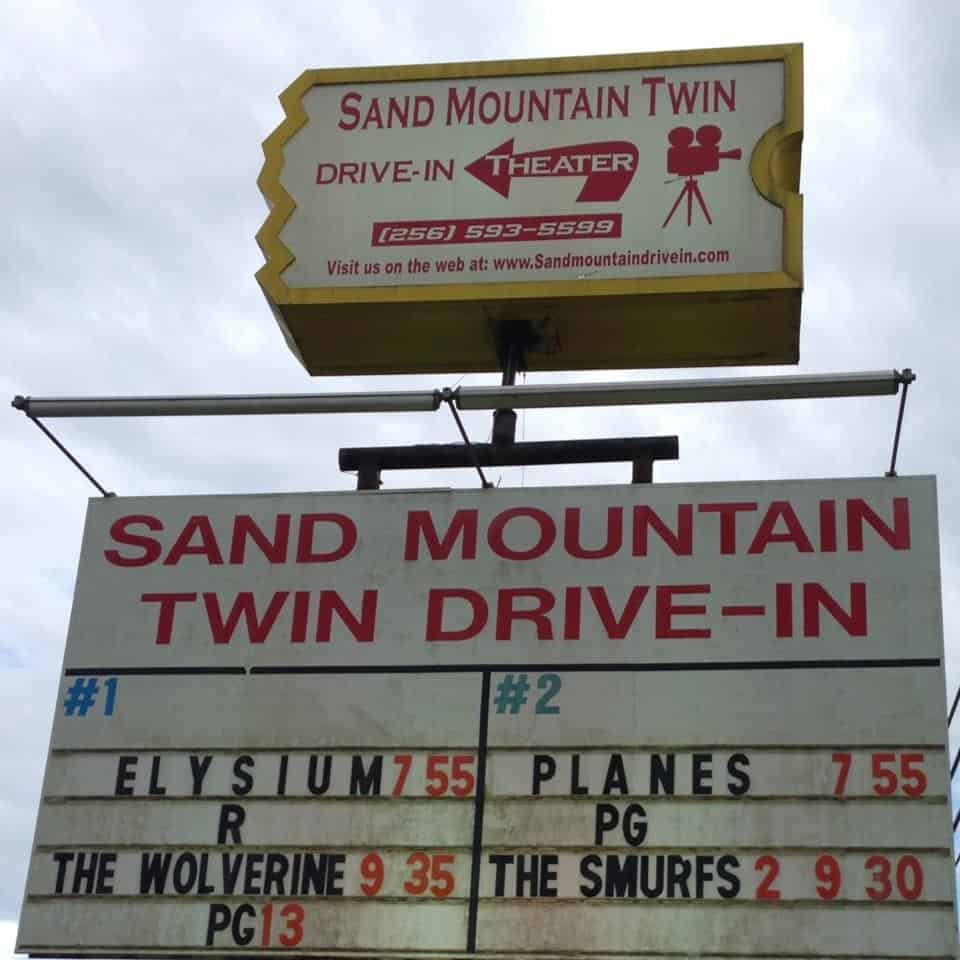 SAND MOUNTAIN TWIN
DRIVE-IN THEATER
(256) 593-5599
Visit us on the web at: www.Sandmountaindrivein.com
SAND MOUNTAIN
TWIN DRIVE-IN
#1
ELYSIUM 7 55
R
THE WOLVERINE 9 35
PG13
#2
PLANES 7 55
PG
THE SMURFS 2 9 30